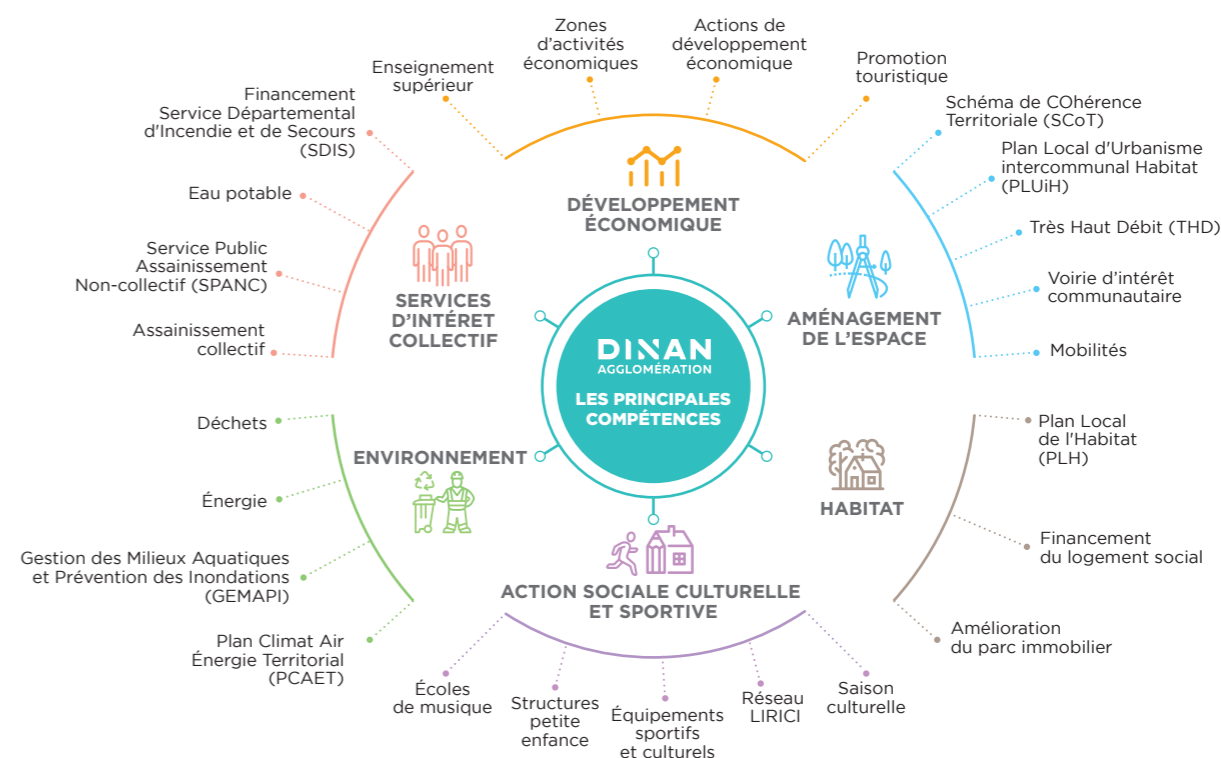 Zones
d'activités
économiques
Actions de
développement
économique
Enseignement
supérieur
Promotion
touristique
DÉVELOPPEMENT
ÉCONOMIQUE
Financement
Service Départemental
d'Incendie et de Secours
(SDIS)
Eau potable
Service Public
Assainissement
Non-collectif (SPANC)
Assainissement
collectif
SERVICES
D'INTÉRET
COLLECTIF
Schéma de COhérence
Territoriale (SCoT)
Plan Local d'Urbanisme
intercommunal Habitat
(PLUiH)
Très Haut Débit (THD)
Voirie d'intérêt
communautaire
Mobilités
AMÉNAGEMENT
DE L'ESPACE
DINAN
AGGLOMÉRATION
LES PRINCIPALES
COMPÉTENCES
Déchets
Énergie
Gestion des Milieux Aquatiques
et Prévention des Inondations
(GEMAPI)
Plan Climat Air
Énergie Territorial
(PCAET)
ENVIRONNEMENT
Plan Local
de l'Habitat
(PLH)
Financement
du logement social
Amélioration
du parc immobilier
HABITAT
ACTION SOCIALE CULTURELLE
ET SPORTIVE
Écoles
de musique
Structures
petite
enfance
Équipements
sportifs
et culturels
Réseau
LIRICI
Saison
culturelle